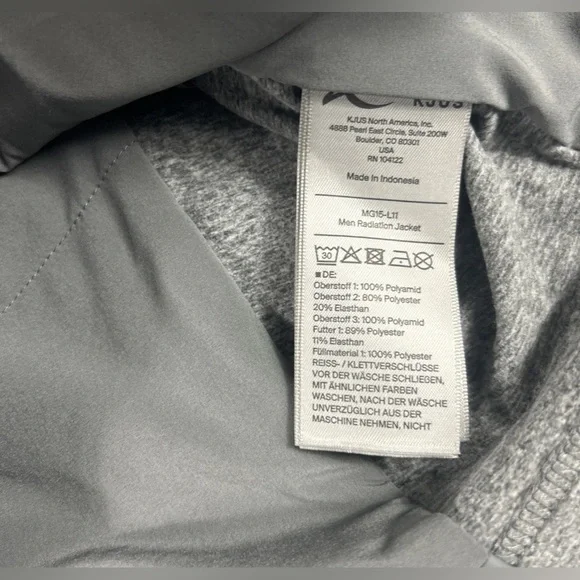 KJUS
KJUS North America, Inc.
4888 Pearl East Circle, Suite 200W
Boulder, CO 80301
USA
RN 104122
Made in Indonesia
MG15-L11
Men Radiation Jacket
30
DE:
Oberstoff 1: 100% Polyamid
Oberstoff 2: 80% Polyester
20% Elasthan
Oberstoff 3: 100% Polyamid
Futter 1: 89% Polyester
11% Elasthan
Füllmaterial 1: 100% Polyester
REISS- / KLETTVERSCHLÜSSE
VOR DER WÄSCHE SCHLIEßEN,
MIT ÄHNLICHEN FARBEN
WASCHEN, NACH DER WÄSCHE
UNVERZÜGLICH AUS DER
MASCHINE NEHMEN, NICHT